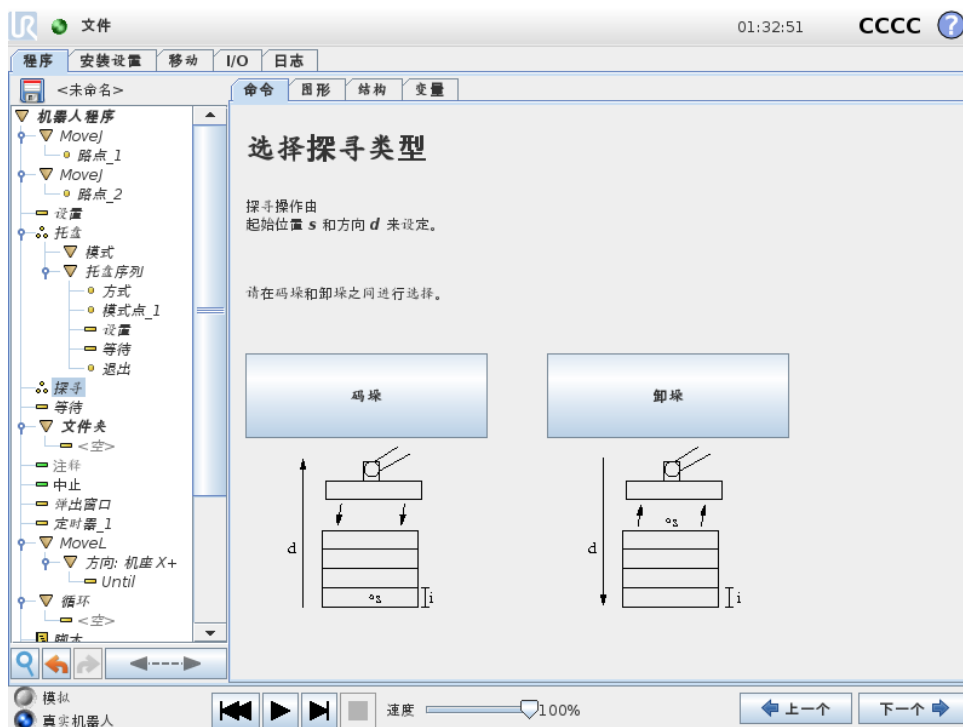 UR 文件 01:32:51 CCCC ?
程序 安装设置 移动 I/O 日志
<未命名>
命令 图形 结构 变量
机器人程序
MoveJ
路点_1
MoveJ
路点_2
设置
托盘
模式
托盘序列
方式
模式点_1
设置
等待
退出
探寻
等待
文件夹
<空>
注释
中止
弹出窗口
定时器_1
MoveL
方向: 机座 X+
Until
循环
<空>
脚本
选择探寻类型
探寻操作由
起始位置 s 和方向 d 来设定。
请在码垛和卸垛之间进行选择。
码垛 卸垛
d s i
d s i
模拟
真实机器人
速度 100%
上一个 下一个